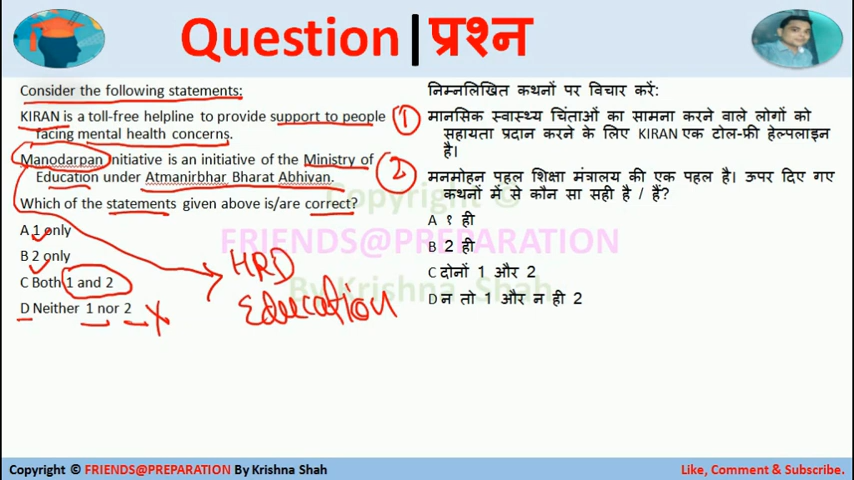 Question|प्रश्न
Consider the following statements:
KIRAN is a toll-free helpline to provide support to people
facing mental health concerns.
Manodarpan Initiative is an initiative of the Ministry of
Education under Atmanirbhar Bharat Abhiyan.
Which of the statements given above is/are correct?
A 1 only
B 2 only
C Both 1 and 2
D Neither 1 nor 2
1
2
HRD
Education
निम्नलिखित कथनों पर विचार करें:
मानसिक स्वास्थ्य चिंताओं का सामना करने वाले लोगों को
सहायता प्रदान करने के लिए KIRAN एक टोल-फ्री हेल्पलाइन
है।
मनमोहन पहल शिक्षा मंत्रालय की एक पहल है। ऊपर दिए गए
कथनों में से कौन सा सही है / हैं?
A १ ही
B 2 ही
C दोनों 1 और 2
D न तो 1 और न ही 2
Copyright ©
FRIENDS@PREPARATION
By Krishna Shah
Copyright © FRIENDS@PREPARATION By Krishna Shah
Like, Comment & Subscribe.